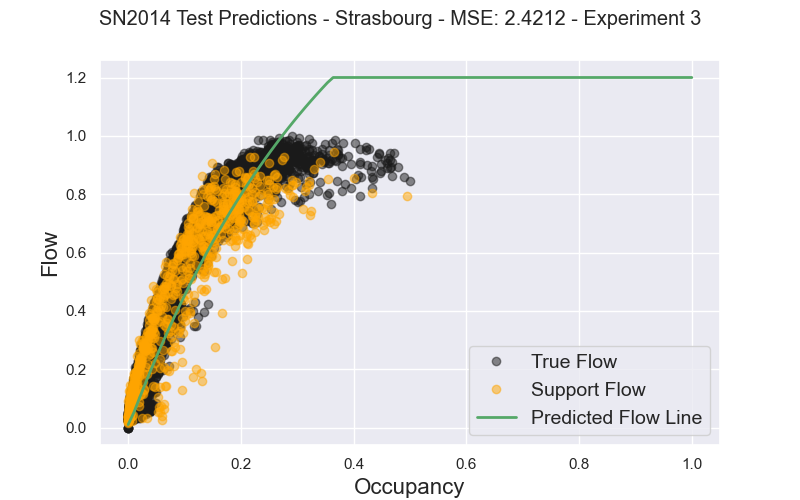 SN2014 Test Predictions - Strasbourg - MSE: 2.4212 - Experiment 3
1.2
1.0
0.8
0.6
0.4
0.2
0.0
Flow
True Flow
Support Flow
Predicted Flow Line
0.0 0.2 0.4 0.6 0.8 1.0
Occupancy